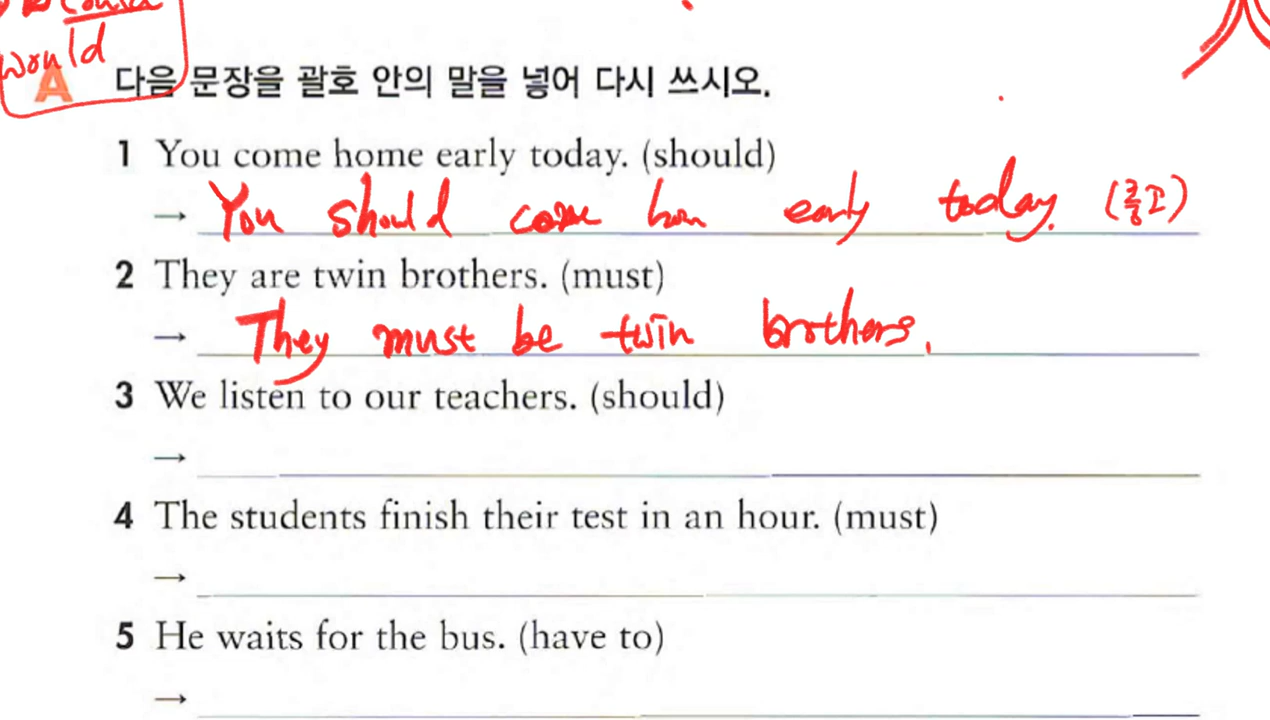 could
would
A 다음 문장을 괄호 안의 말을 넣어 다시 쓰시오.
1 You come home early today. (should)
→ You should come hom early today. (충고)
2 They are twin brothers. (must)
→ They must be twin brothers.
3 We listen to our teachers. (should)
→
4 The students finish their test in an hour. (must)
→
5 He waits for the bus. (have to)
→